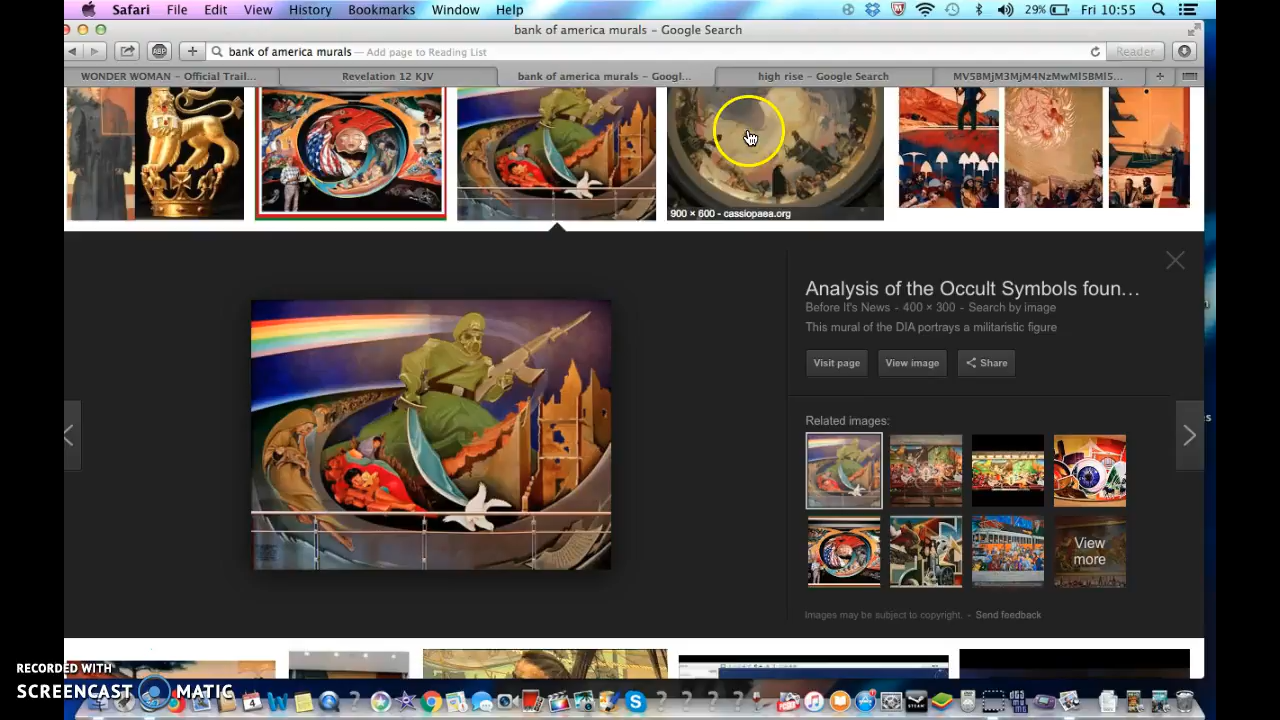 Safari File Edit View History Bookmarks Window Help 29% Fri 10:55
bank of america murals – Google Search
ABP + bank of america murals — Add page to Reading List Reader
WONDER WOMAN – Official Trail... Revelation 12 KJV bank of america murals – Googl... high rise – Google Search MV5BMjM3MjM4NzMwMl5BMl5... +
900 × 600 - cassiopaea.org
Analysis of the Occult Symbols foun...
Before It's News - 400 × 300 - Search by image
This mural of the DIA portrays a militaristic figure
Visit page View image Share
Related images:
View
more
Images may be subject to copyright. - Send feedback
RECORDED WITH
SCREENCAST MATIC